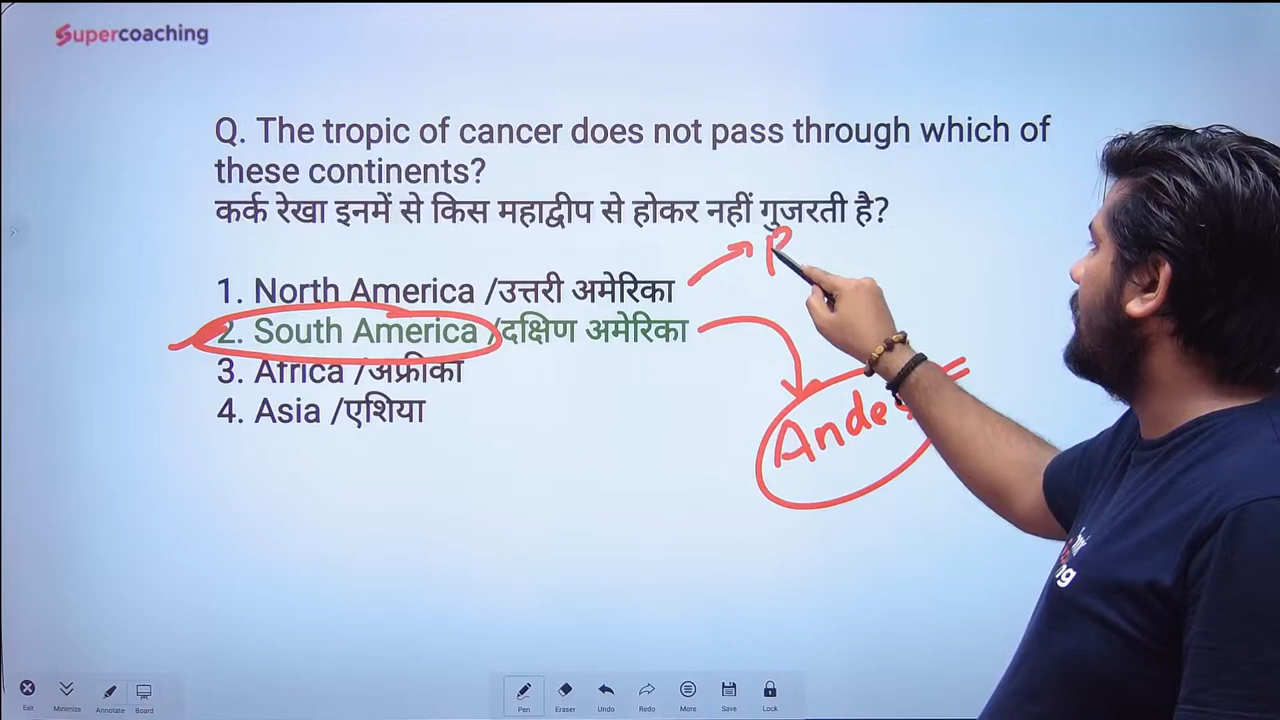 Supercoaching
Q. The tropic of cancer does not pass through which of
these continents?
कर्क रेखा इनमें से किस महाद्वीप से होकर नहीं गुजरती है?
1. North America /उत्तरी अमेरिका
2. South America /दक्षिण अमेरिका
3. Africa /अफ्रीका
4. Asia /एशिया
Andes
Exit
Minimize
Annotate
Board
Pen
Eraser
Undo
Redo
More
Save
Lock